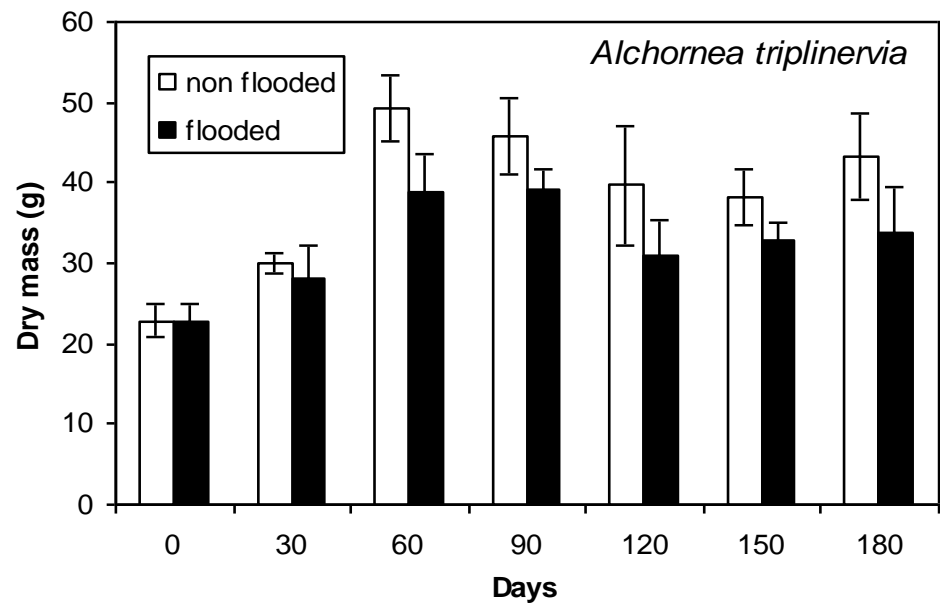 Alchornea triplinervia
non flooded
flooded
Dry mass (g)
60
50
40
30
20
10
0
0 30 60 90 120 150 180
Days